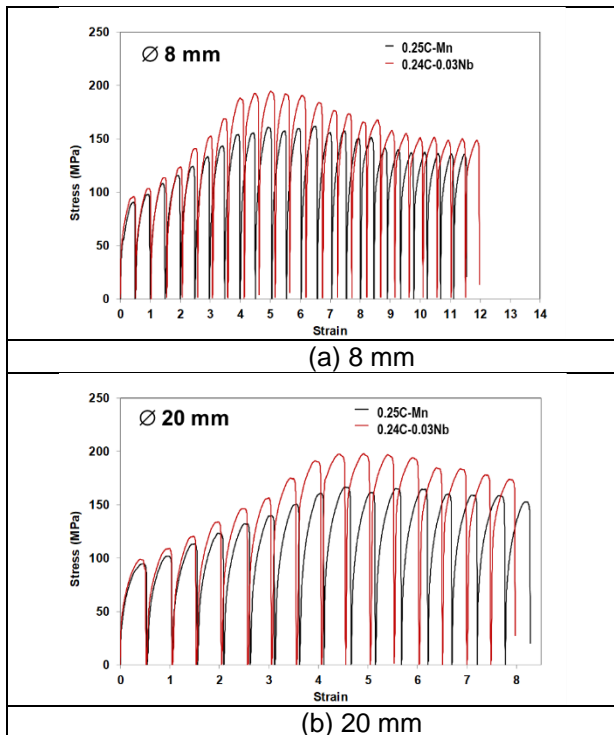 250
200
150
100
50
0
Stress (MPa)
Ø 8 mm
0.25C-Mn
0.24C-0.03Nb
0 1 2 3 4 5 6 7 8 9 10 11 12 13 14
Strain
(a) 8 mm
250
200
150
100
50
0
Stress (MPa)
Ø 20 mm
0.25C-Mn
0.24C-0.03Nb
0 1 2 3 4 5 6 7 8
Strain
(b) 20 mm